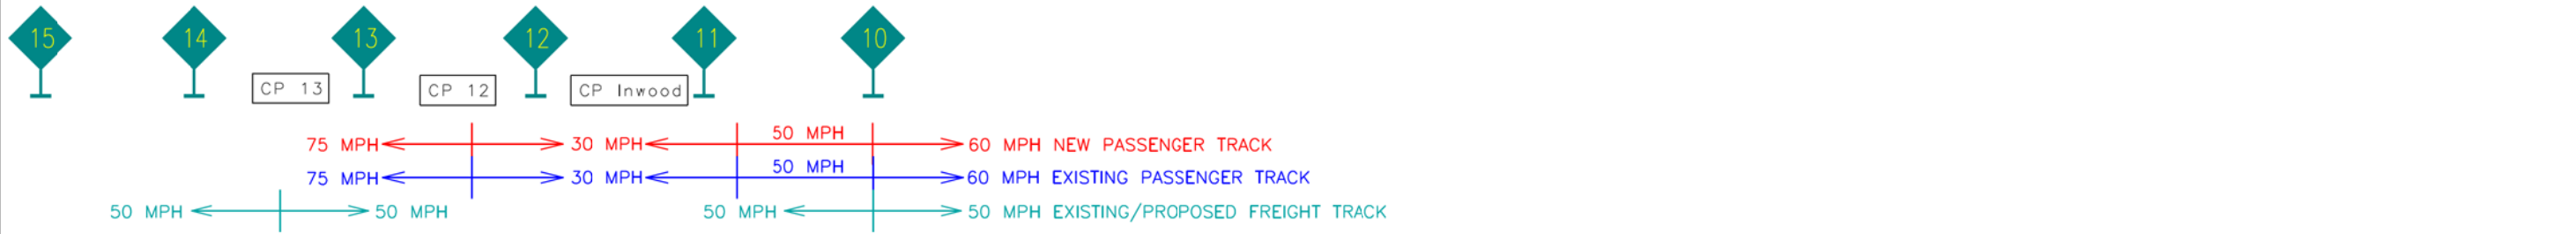 15 14 13 12 11 10
CP 13 CP 12 CP Inwood
50 MPH
75 MPH 30 MPH 60 MPH NEW PASSENGER TRACK
50 MPH
75 MPH 30 MPH 60 MPH EXISTING PASSENGER TRACK
50 MPH 50 MPH 50 MPH 50 MPH EXISTING/PROPOSED FREIGHT TRACK